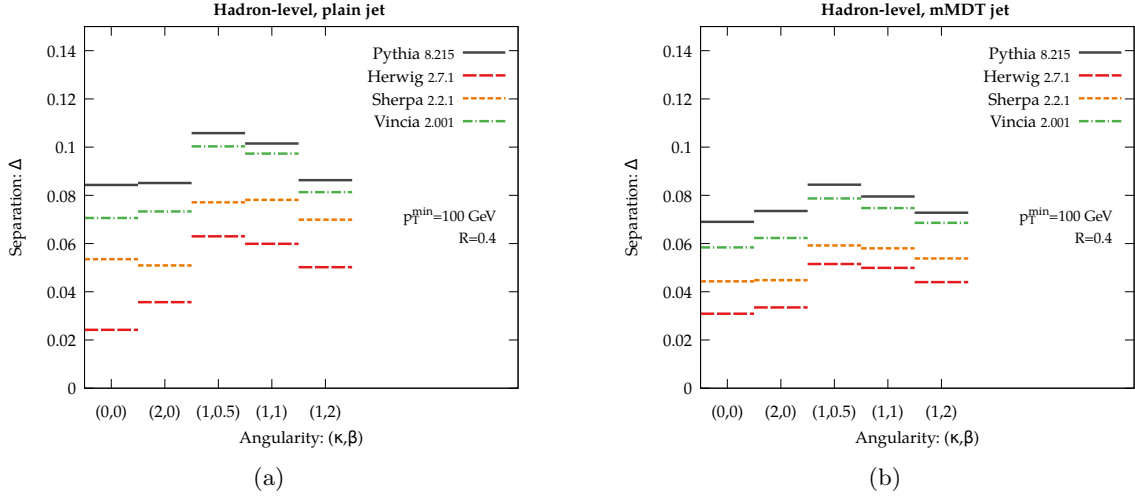 Hadron-level, plain jet
0.14
0.12
0.1
0.08
0.06
0.04
0.02
0
Separation: Δ
Pythia 8.215
Herwig 2.7.1
Sherpa 2.2.1
Vincia 2.001
p_T^min=100 GeV
R=0.4
(0,0) (2,0) (1,0.5) (1,1) (1,2)
Angularity: (κ,β)
(a)
Hadron-level, mMDT jet
0.14
0.12
0.1
0.08
0.06
0.04
0.02
0
Separation: Δ
Pythia 8.215
Herwig 2.7.1
Sherpa 2.2.1
Vincia 2.001
p_T^min=100 GeV
R=0.4
(0,0) (2,0) (1,0.5) (1,1) (1,2)
Angularity: (κ,β)
(b)